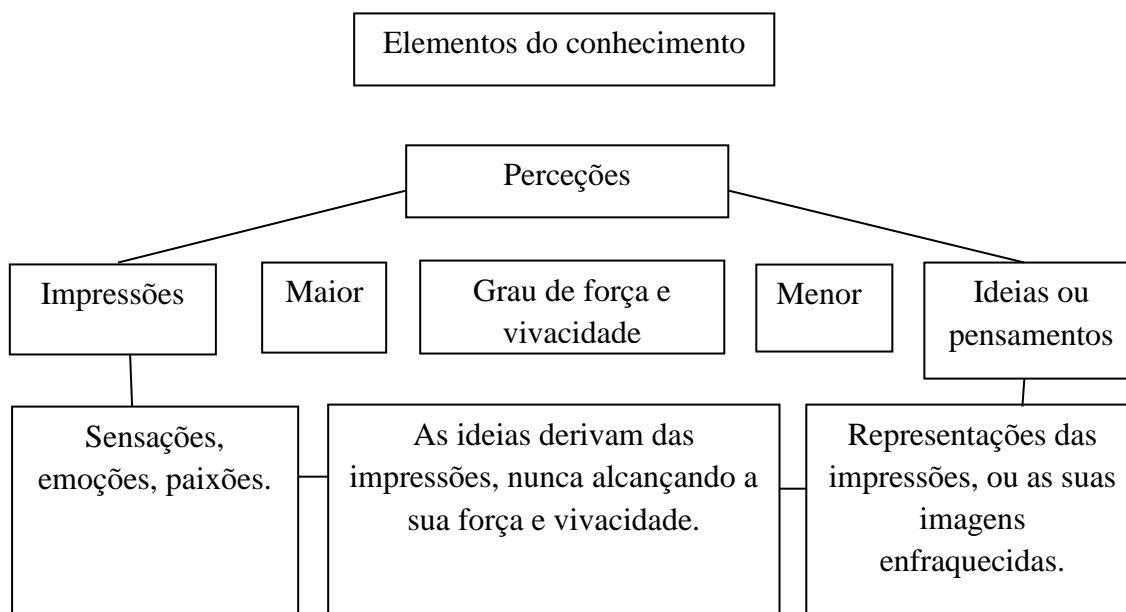 Elementos do conhecimento
Perceções
Impressões
Maior
Grau de força e
vivacidade
Menor
Ideias ou
pensamentos
Sensações,
emoções, paixões.
As ideias derivam das
impressões, nunca alcançando a
sua força e vivacidade.
Representações das
impressões, ou as suas
imagens
enfraquecidas.